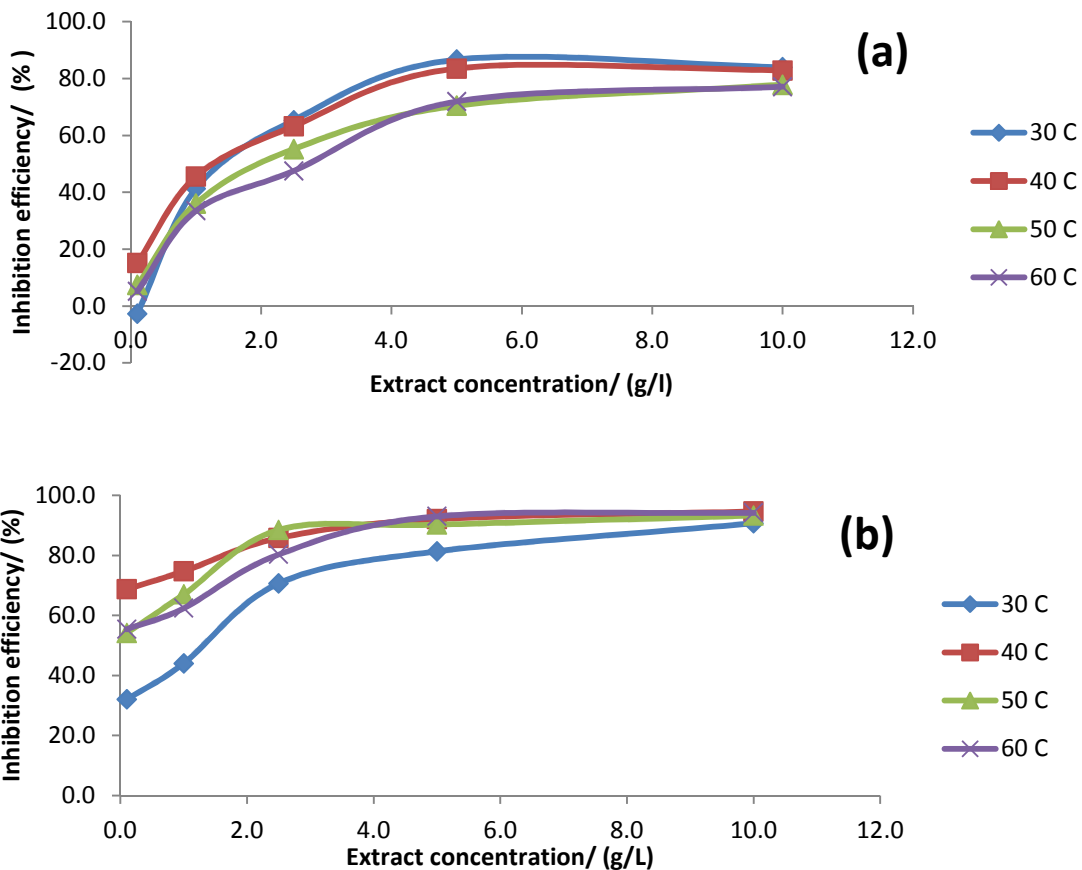 100.0
80.0
60.0
40.0
20.0
0.0
-20.0
0.0 2.0 4.0 6.0 8.0 10.0 12.0
Inhibition efficiency/ (% )
Extract concentration/ (g/l)
(a)
30 C
40 C
50 C
60 C
100.0
80.0
60.0
40.0
20.0
0.0
0.0 2.0 4.0 6.0 8.0 10.0 12.0
Inhibition efficiency/ (%)
Extract concentration/ (g/L)
(b)
30 C
40 C
50 C
60 C